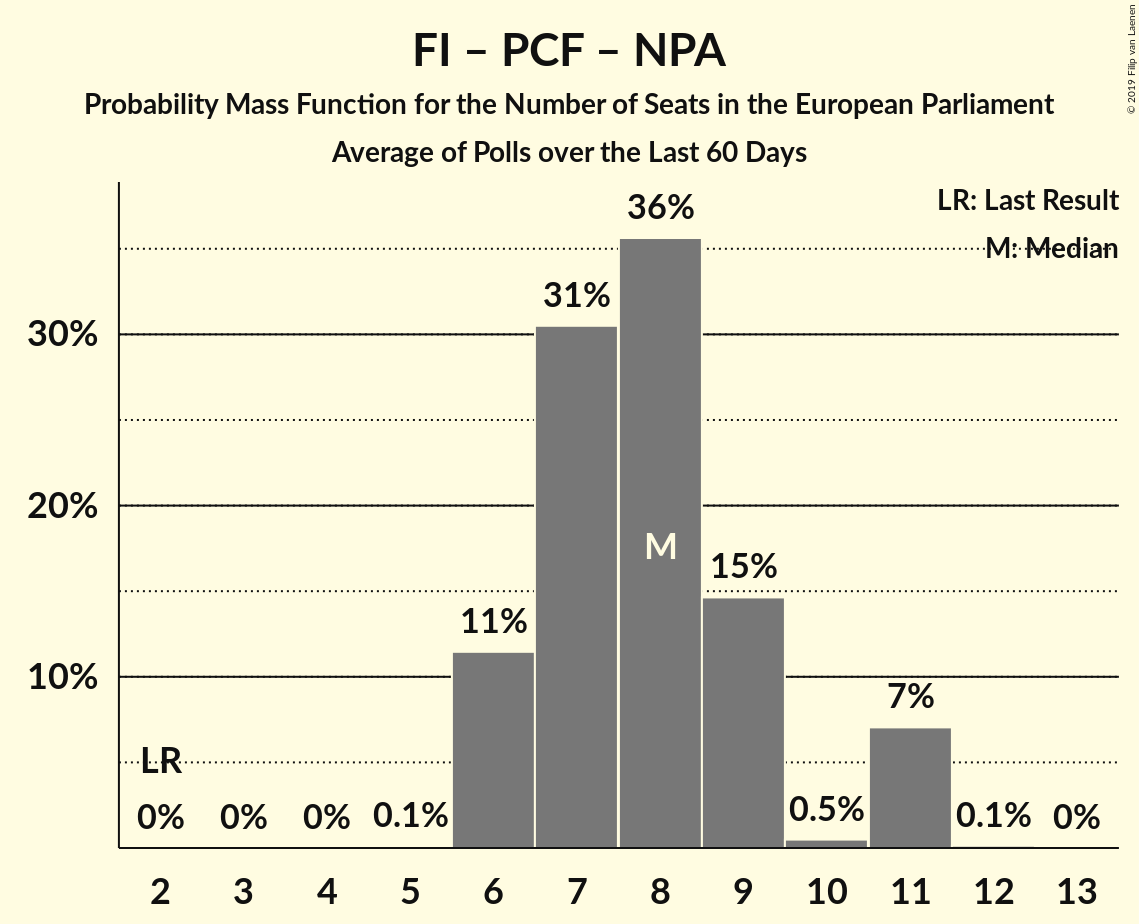 FI – PCF – NPA
Probability Mass Function for the Number of Seats in the European Parliament
Average of Polls over the Last 60 Days
© 2019 Filip van Laenen
LR: Last Result
M: Median
36%
31%
30%
20%
M
15%
11%
10%
7%
LR
0% 0% 0% 0.1% 0.5% 0.1% 0%
2 3 4 5 6 7 8 9 10 11 12 13